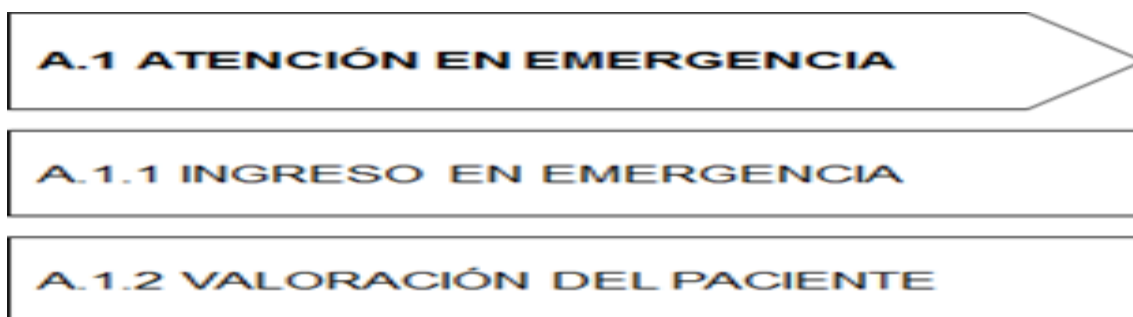 A.1 ATENCIÓN EN EMERGENCIA
A.1.1 INGRESO EN EMERGENCIA
A.1.2 VALORACIÓN DEL PACIENTE